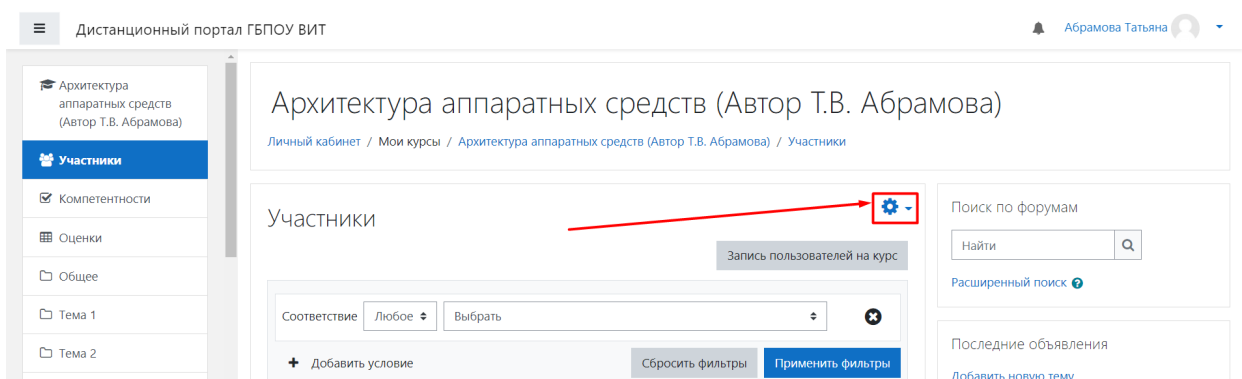 Дистанционный портал ГБПОУ ВИТ
Абрамова Татьяна
Архитектура
аппаратных средств
(Автор Т.В. Абрамова)
Участники
Компетентности
Оценки
Общее
Тема 1
Тема 2
Архитектура аппаратных средств (Автор Т.В. Абрамова)
Личный кабинет / Мои курсы / Архитектура аппаратных средств (Автор Т.В. Абрамова) / Участники
Участники
Запись пользователей на курс
Соответствие Любое Выбрать
Добавить условие
Сбросить фильтры Применить фильтры
Поиск по форумам
Найти
Расширенный поиск
Последние объявления
Добавить новую тему